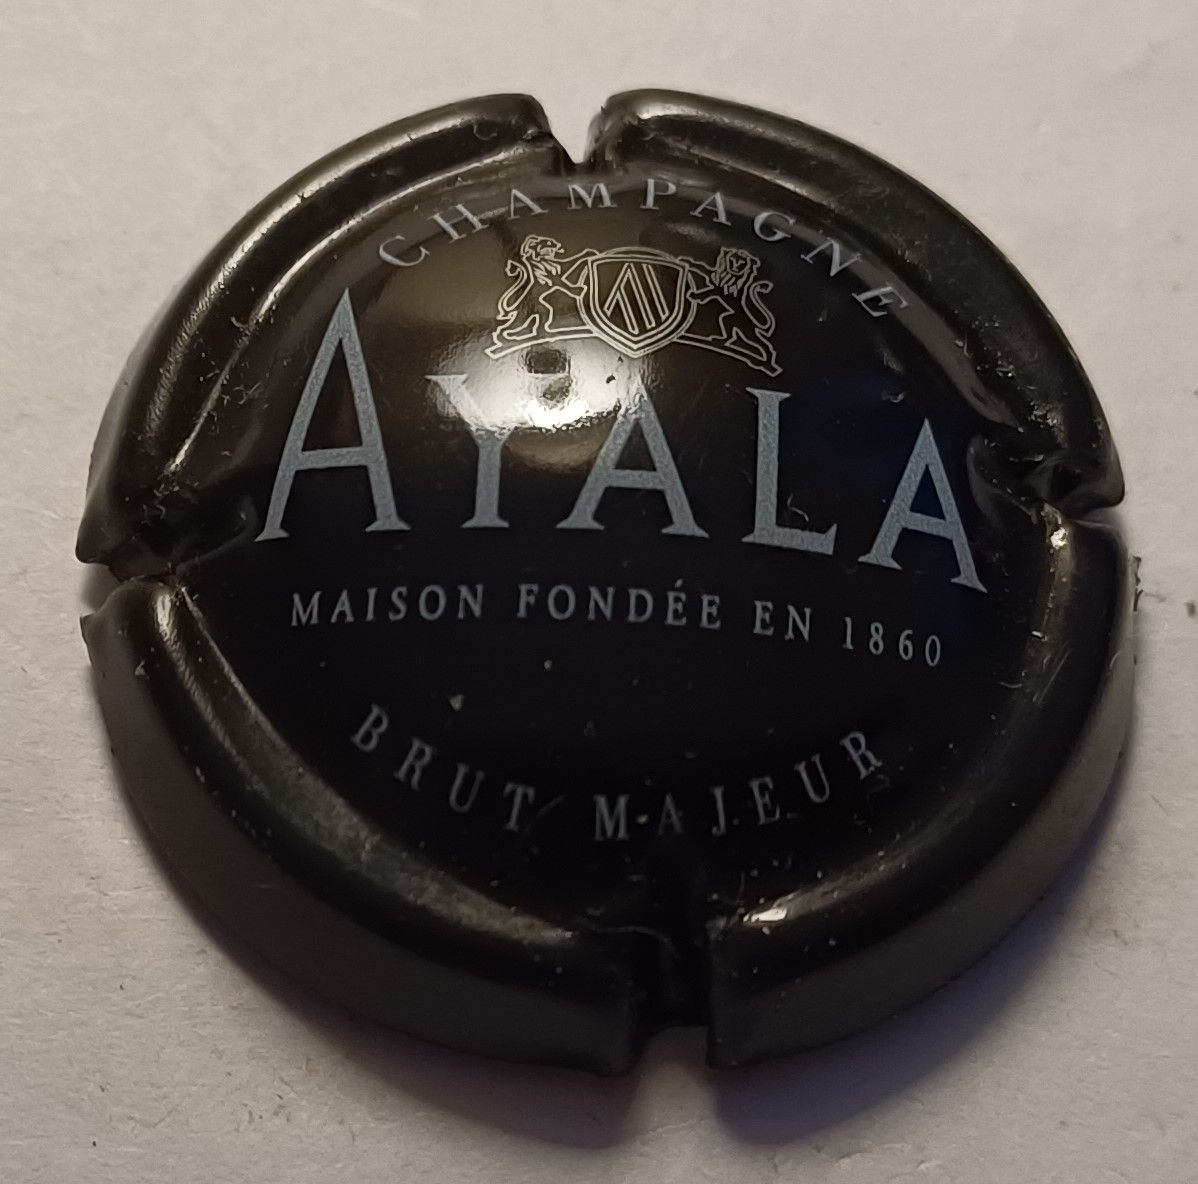 CHAMPAGNE
AYALA
MAISON FONDÉE EN 1860
BRUT MAJEUR